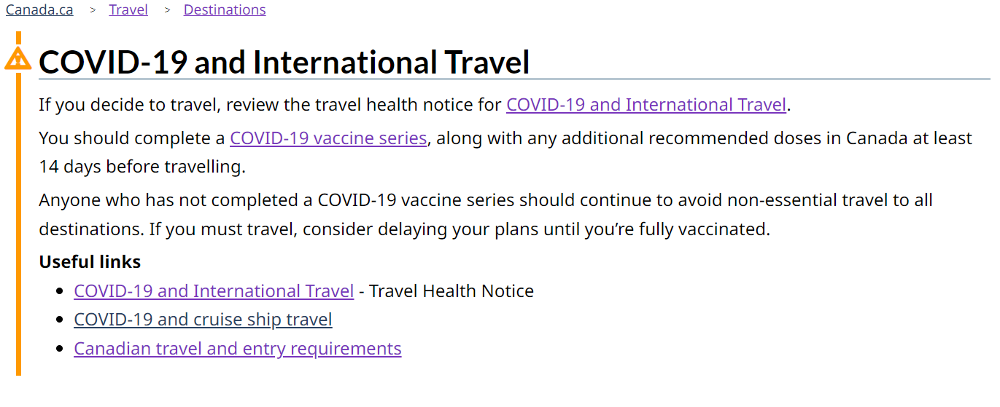 Canada.ca > Travel > Destinations
COVID-19 and International Travel
If you decide to travel, review the travel health notice for COVID-19 and International Travel.
You should complete a COVID-19 vaccine series, along with any additional recommended doses in Canada at least
14 days before travelling.
Anyone who has not completed a COVID-19 vaccine series should continue to avoid non-essential travel to all
destinations. If you must travel, consider delaying your plans until you’re fully vaccinated.
Useful links
• COVID-19 and International Travel - Travel Health Notice
• COVID-19 and cruise ship travel
• Canadian travel and entry requirements